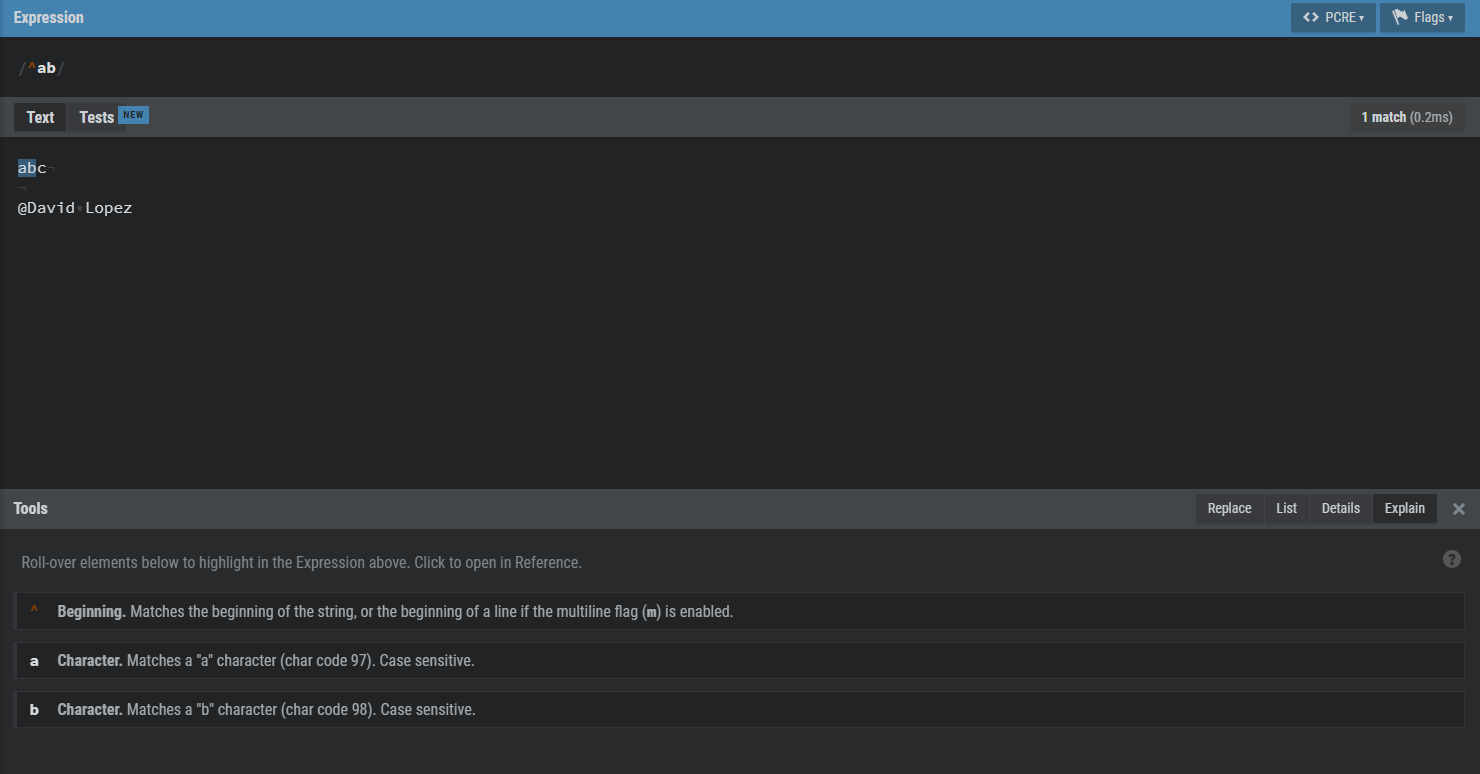 Expression
<> PCRE ▾
Flags ▾
/^ab/
Text
Tests NEW
1 match (0.2ms)
abc¬
¬
@David•Lopez
Tools
Replace
List
Details
Explain
×
Roll-over elements below to highlight in the Expression above. Click to open in Reference.
?
^ Beginning. Matches the beginning of the string, or the beginning of a line if the multiline flag (m) is enabled.
a Character. Matches a "a" character (char code 97). Case sensitive.
b Character. Matches a "b" character (char code 98). Case sensitive.